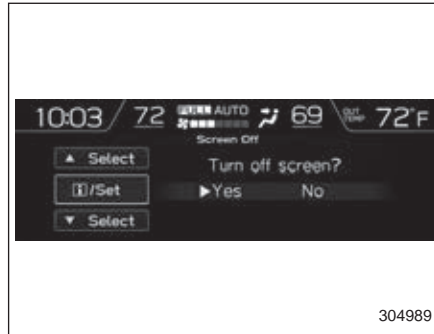 10:03 72 FULL AUTO 69 OUT TEMP 72°F
Screen Off
▲ Select
Turn off screen?
i/Set
▶Yes No
▼ Select
304989